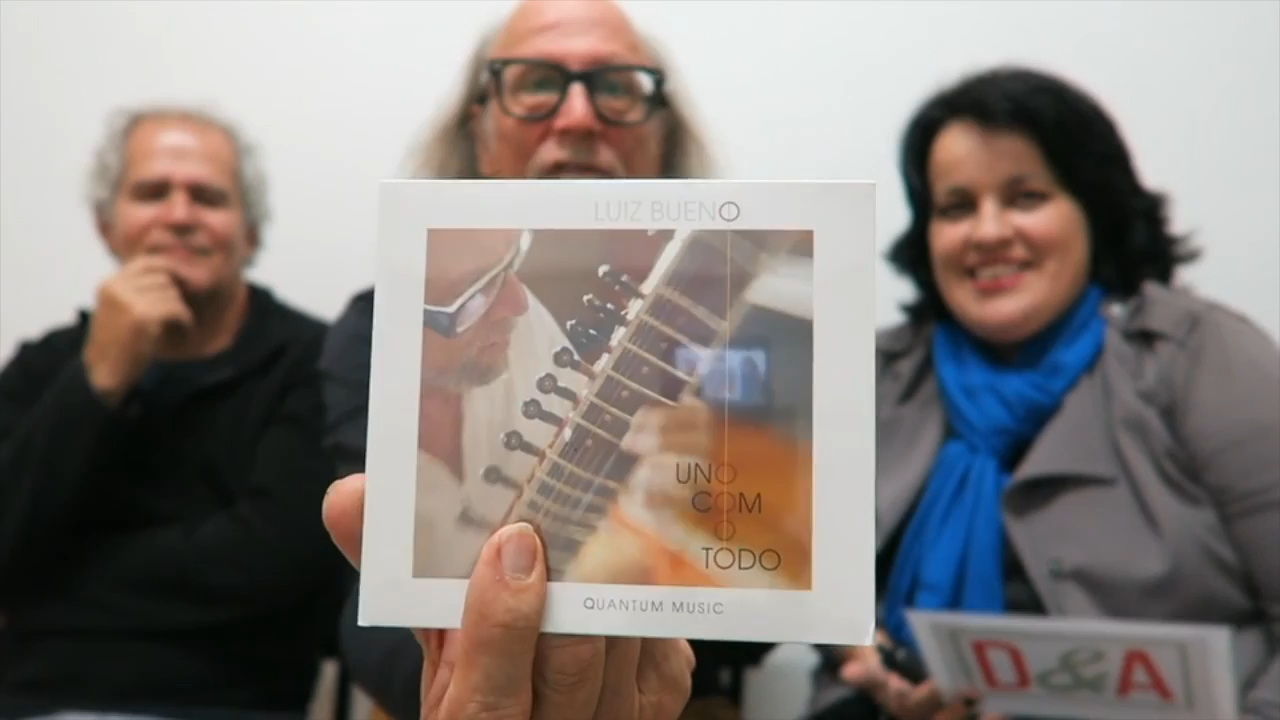 LUIZ BUENO
UNO
COM
O
TODO
QUANTUM MUSIC
D&A